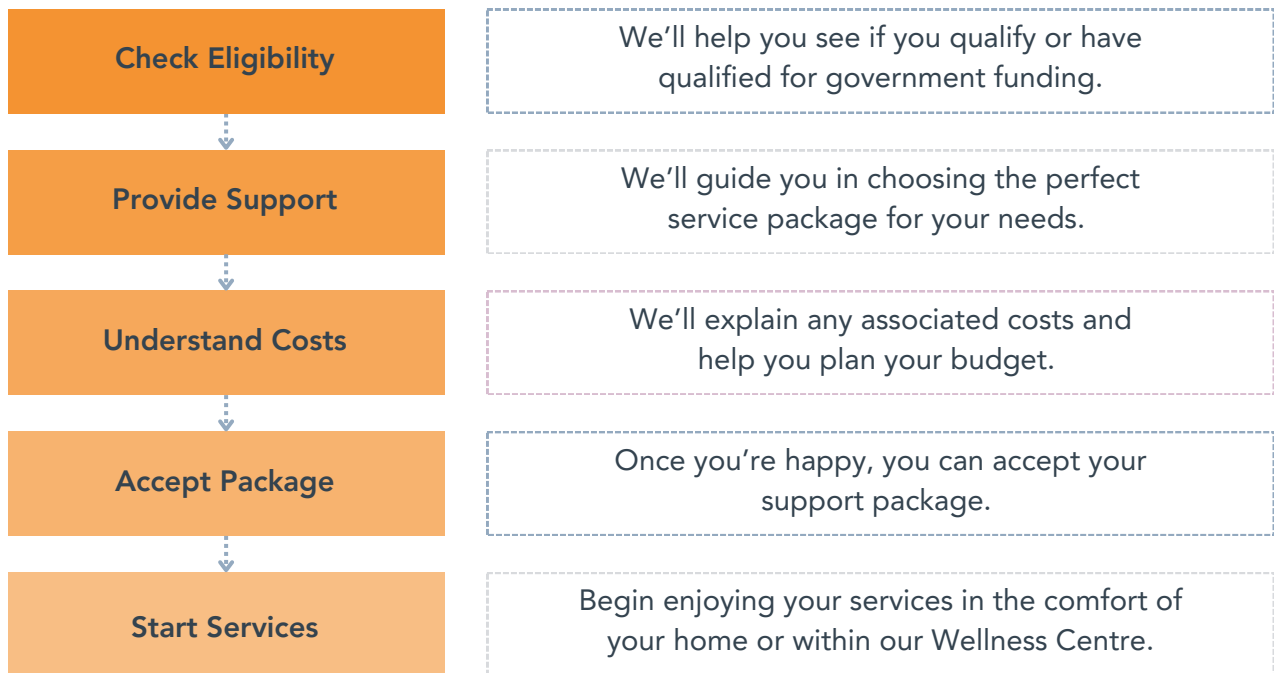 Check Eligibility
We’ll help you see if you qualify or have
qualified for government funding.
Provide Support
We’ll guide you in choosing the perfect
service package for your needs.
Understand Costs
We’ll explain any associated costs and
help you plan your budget.
Accept Package
Once you’re happy, you can accept your
support package.
Start Services
Begin enjoying your services in the comfort of
your home or within our Wellness Centre.